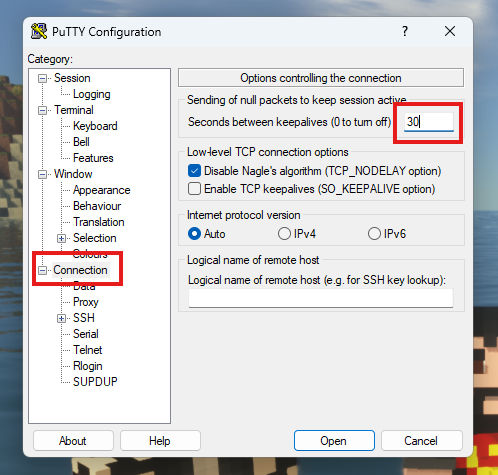 PuTTY Configuration
?
Category:
Session
Logging
Terminal
Keyboard
Bell
Features
Window
Appearance
Behaviour
Translation
Selection
Colours
Connection
Data
Proxy
SSH
Serial
Telnet
Rlogin
SUPDUP
Options controlling the connection
Sending of null packets to keep session active
Seconds between keepalives (0 to turn off)
30
Low-level TCP connection options
Disable Nagle's algorithm (TCP_NODELAY option)
Enable TCP keepalives (SO_KEEPALIVE option)
Internet protocol version
Auto
IPv4
IPv6
Logical name of remote host
Logical name of remote host (e.g. for SSH key lookup):
About
Help
Open
Cancel